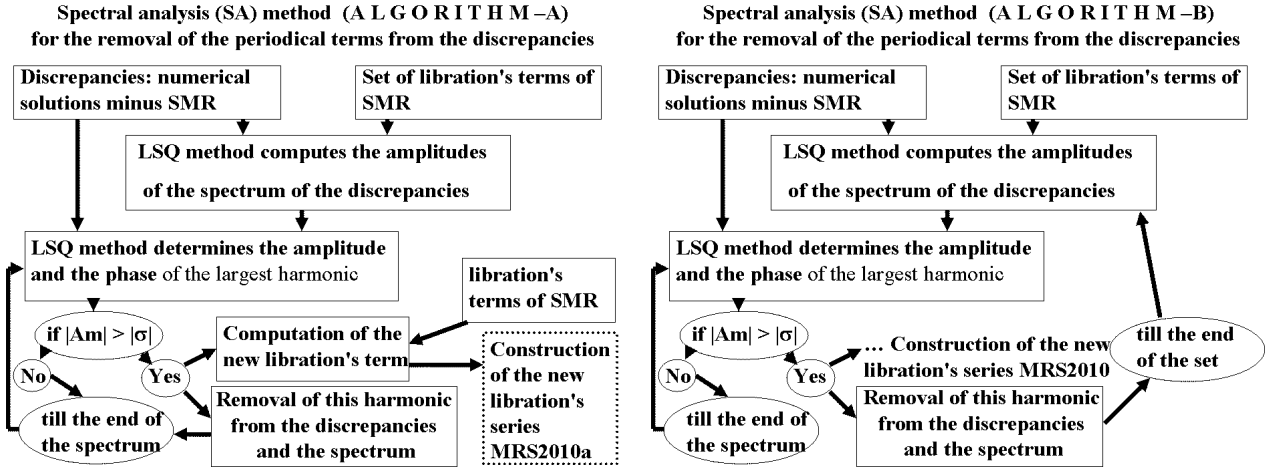 Spectral analysis (SA) method (A L G O R I T H M –A)
for the removal of the periodical terms from the discrepancies
Discrepancies: numerical
solutions minus SMR
Set of libration's terms of
SMR
LSQ method computes the amplitudes
of the spectrum of the discrepancies
LSQ method determines the amplitude
and the phase of the largest harmonic
libration's
terms of SMR
if |Am| > |σ|
Computation of the
new libration's term
No
Yes
Construction
of the new
libration's
series
MRS2010a
till the end of
the spectrum
Removal of this harmonic
from the discrepancies
and the spectrum
Spectral analysis (SA) method (A L G O R I T H M –B)
for the removal of the periodical terms from the discrepancies
Discrepancies: numerical
solutions minus SMR
Set of libration's terms of
SMR
LSQ method computes the amplitudes
of the spectrum of the discrepancies
LSQ method determines the amplitude
and the phase of the largest harmonic
if |Am| > |σ|
till the end
of the set
No
Yes
... Construction of the new
libration's series MRS2010
till the end of
the spectrum
Removal of this harmonic
from the discrepancies
and the spectrum